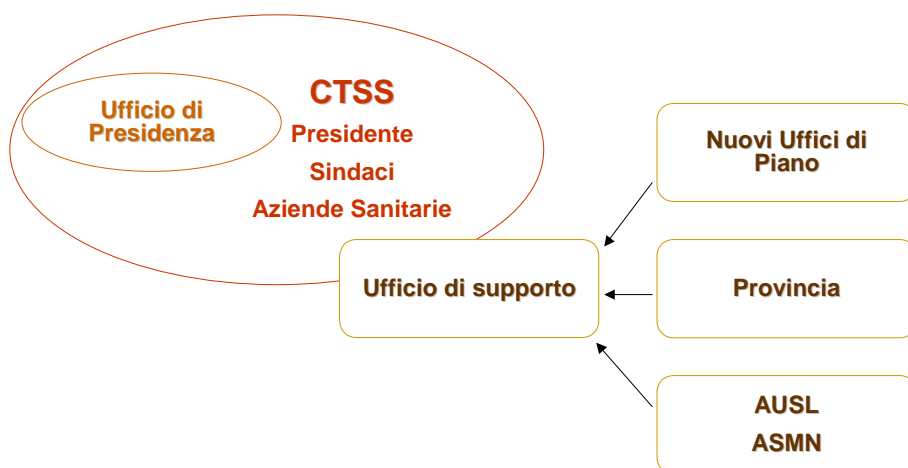 CTSS
Ufficio di
Presidenza
Presidente
Sindaci
Aziende Sanitarie
Nuovi Uffici di
Piano
Ufficio di supporto
Provincia
AUSL
ASMN